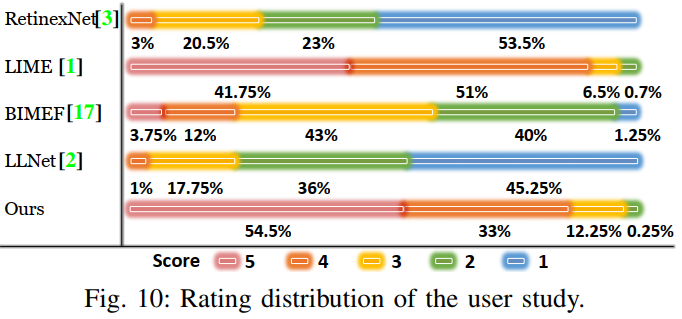 RetinexNet[3]
3% 20.5% 23% 53.5%
LIME [1]
41.75% 51% 6.5% 0.7%
BIMEF[17]
3.75% 12% 43% 40% 1.25%
LLNet[2]
1% 17.75% 36% 45.25%
Ours
54.5% 33% 12.25% 0.25%
Score 5 4 3 2 1
Fig. 10: Rating distribution of the user study.